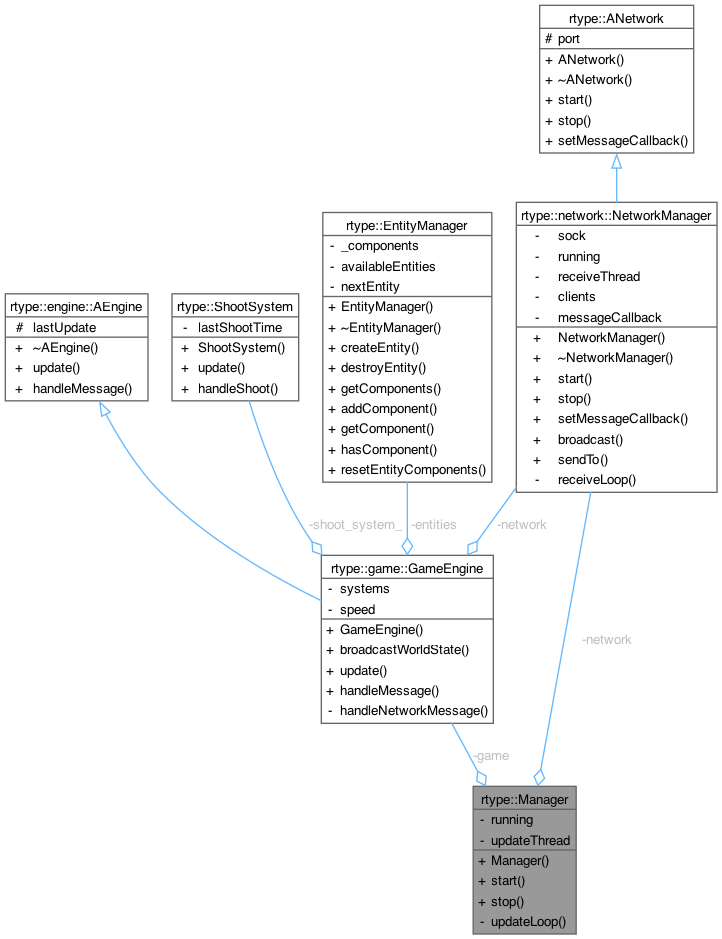 rtype::ANetwork
# port
+ ANetwork()
+ ~ANetwork()
+ start()
+ stop()
+ setMessageCallback()
rtype::network::NetworkManager
- sock
- running
- receiveThread
- clients
- messageCallback
+ NetworkManager()
+ ~NetworkManager()
+ start()
+ stop()
+ setMessageCallback()
+ broadcast()
+ sendTo()
- receiveLoop()
rtype::EntityManager
- _components
- availableEntities
- nextEntity
+ EntityManager()
+ ~EntityManager()
+ createEntity()
+ destroyEntity()
+ getComponents()
+ addComponent()
+ getComponent()
+ hasComponent()
+ resetEntityComponents()
rtype::engine::AEngine
# lastUpdate
+ ~AEngine()
+ update()
+ handleMessage()
rtype::ShootSystem
- lastShootTime
+ ShootSystem()
+ update()
+ handleShoot()
-shoot_system_
-entities
-network
rtype::game::GameEngine
- systems
- speed
+ GameEngine()
+ broadcastWorldState()
+ update()
+ handleMessage()
- handleNetworkMessage()
-network
-game
rtype::Manager
- running
- updateThread
+ Manager()
+ start()
+ stop()
- updateLoop()